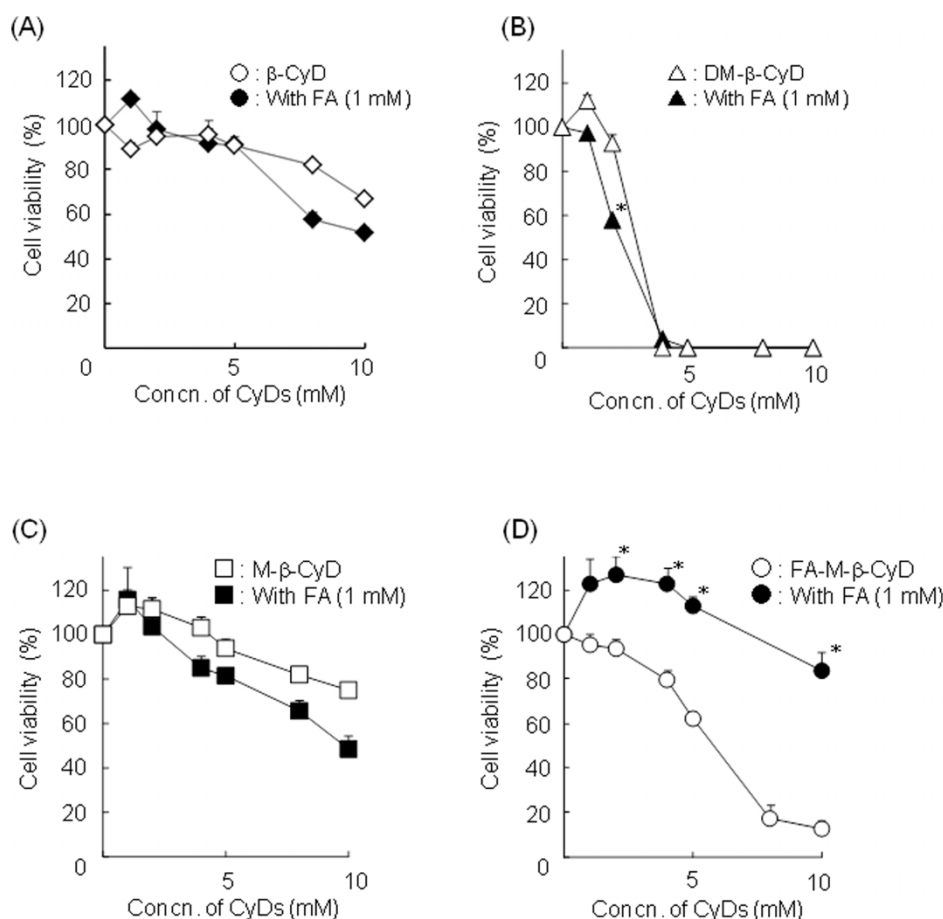 (A)
◇ : β-CyD
◆ : With FA (1 mM)
120
100
80
60
40
20
0
5
10
Cell viability (%)
Concn. of CyDs (mM)
(B)
△ : DM-β-CyD
▲ : With FA (1 mM)
120
100
80
60
40
20
0
5
10
*
Cell viability (%)
Concn. of CyDs (mM)
(C)
□ : M-β-CyD
■ : With FA (1 mM)
120
100
80
60
40
20
0
5
10
Cell viability (%)
Concn. of CyDs (mM)
(D)
○ : FA-M-β-CyD
● : With FA (1 mM)
120
100
80
60
40
20
0
5
10
*
*
*
*
Cell viability (%)
Concn. of CyDs (mM)